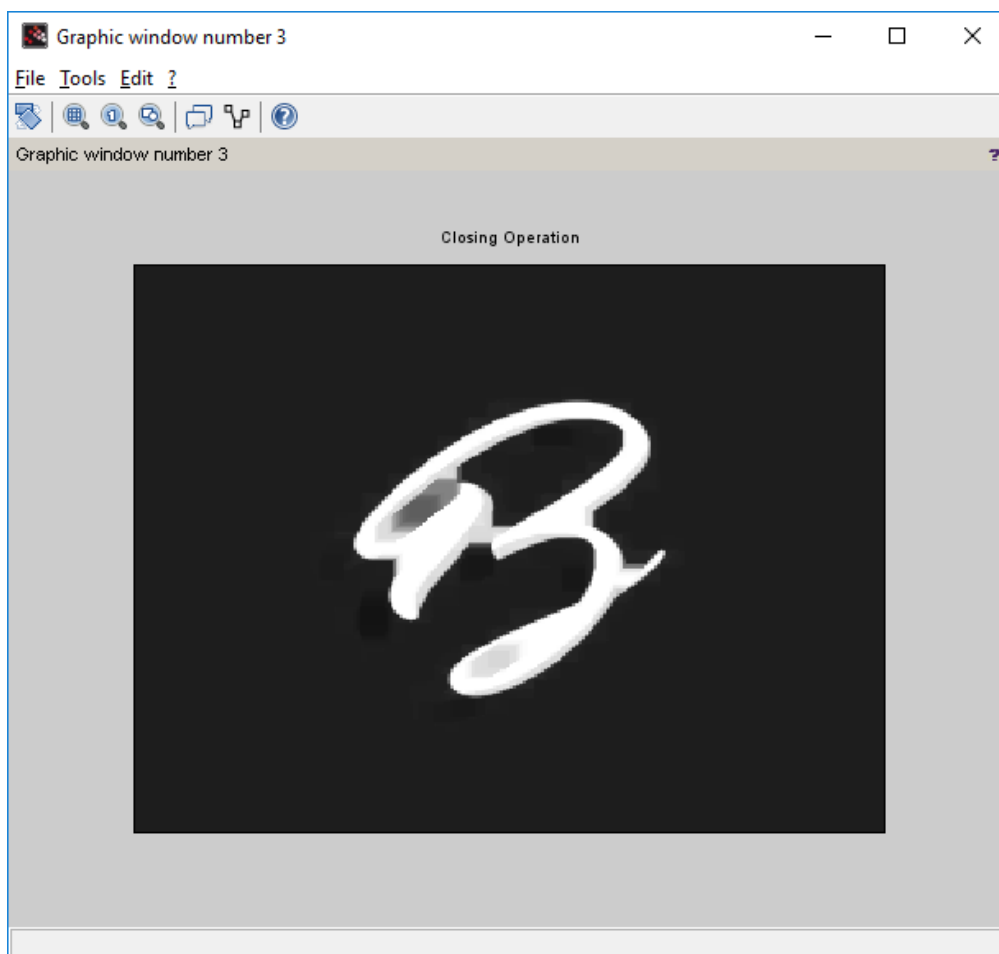 Graphic window number 3
File Tools Edit ?
Graphic window number 3 ?
Closing Operation
B